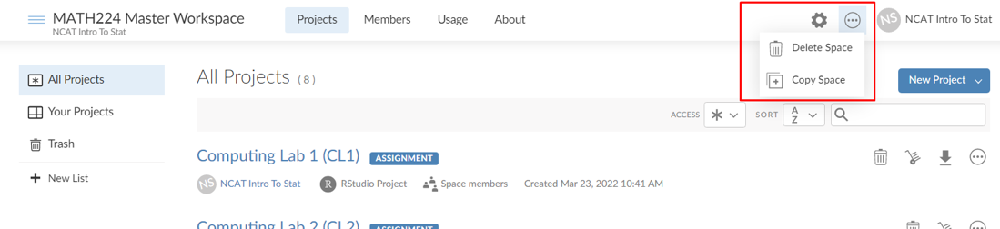 MATH224 Master Workspace
NCAT Intro To Stat
Projects Members Usage About
NS NCAT Intro To Stat
Delete Space
Copy Space
All Projects
Your Projects
Trash
New List
All Projects (8)
New Project
ACCESS SORT A Z
Computing Lab 1 (CL1) ASSIGNMENT
NS NCAT Intro To Stat R RStudio Project Space members Created Mar 23, 2022 10:41 AM
Computing Lab 2 (CL2) ASSIGNMENT